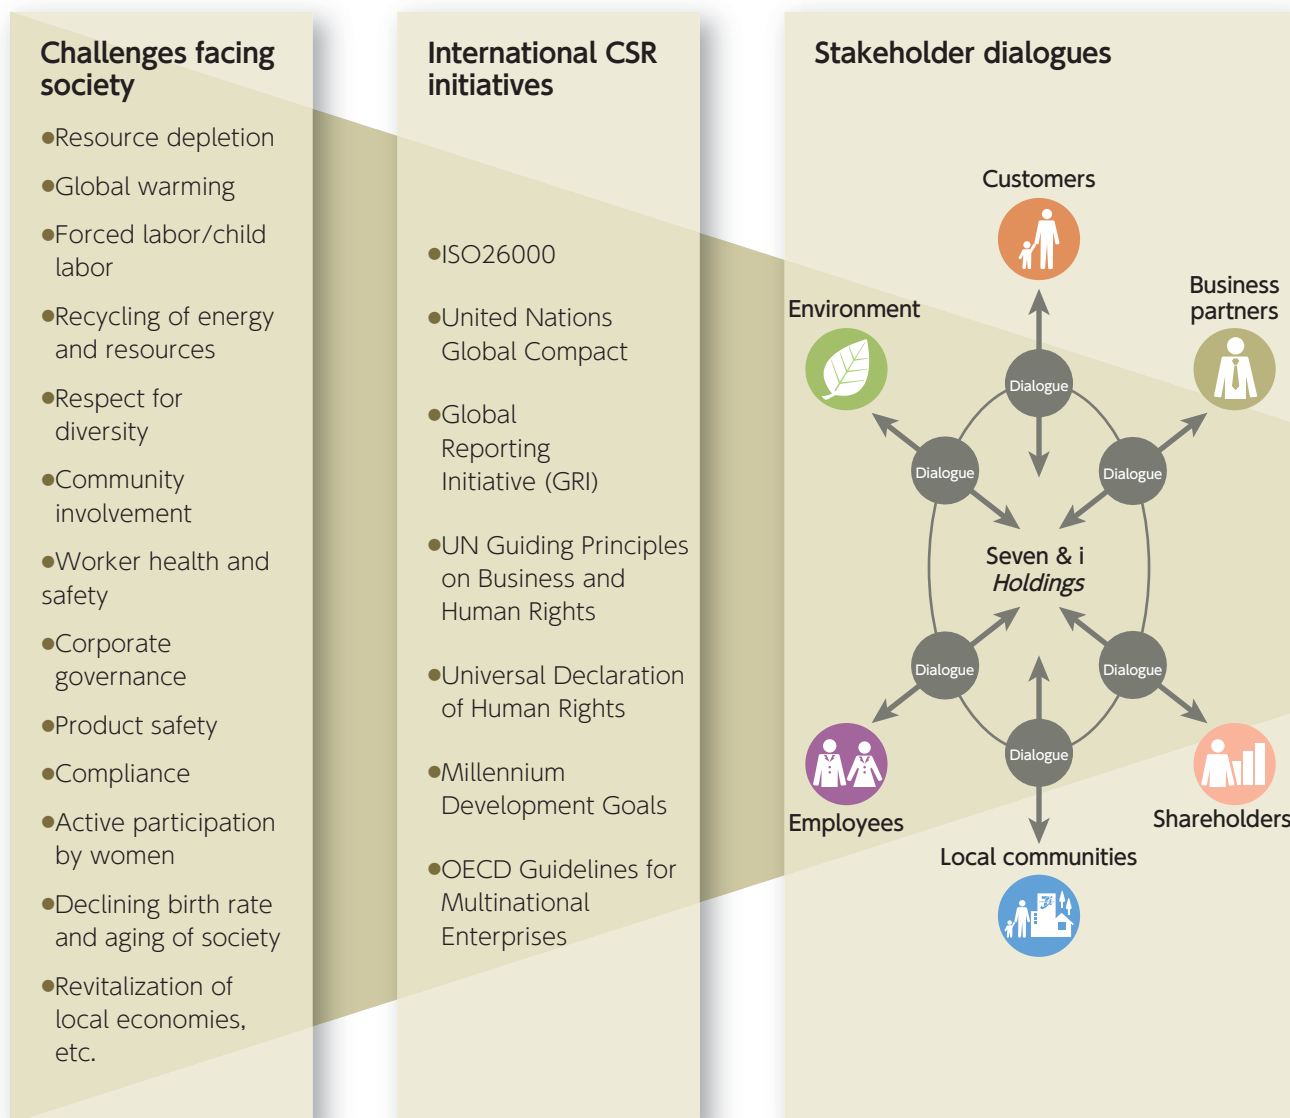 Challenges facing
society
●Resource depletion
●Global warming
●Forced labor/child
labor
●Recycling of energy
and resources
●Respect for
diversity
●Community
involvement
●Worker health and
safety
●Corporate
governance
●Product safety
●Compliance
●Active participation
by women
●Declining birth rate
and aging of society
●Revitalization of
local economies,
etc.
International CSR
initiatives
●ISO26000
●United Nations
Global Compact
●Global
Reporting
Initiative (GRI)
●UN Guiding Principles
on Business and
Human Rights
●Universal Declaration
of Human Rights
●Millennium
Development Goals
●OECD Guidelines for
Multinational
Enterprises
Stakeholder dialogues
Customers
Environment
Business
partners
Dialogue
Dialogue
Dialogue
Seven & i
Holdings
Dialogue
Dialogue
Dialogue
Employees
Shareholders
Local communities